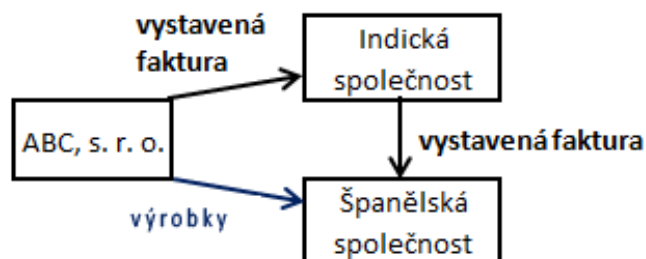 vystavená
faktura
Indická
společnost
ABC, s. r. o.
vystavená faktura
výrobky
Španělská
společnost